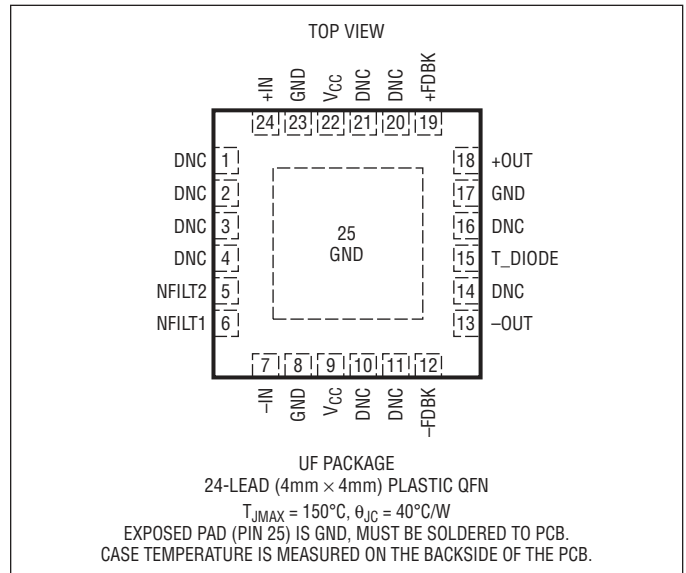 TOP VIEW
+IN GND VCC DNC DNC +FDBK
24 23 22 21 20 19
DNC 1 18 +OUT
DNC 2 17 GND
DNC 3 16 DNC
DNC 4 15 T_DIODE
NFILT2 5 14 DNC
NFILT1 6 13 –OUT
25
GND
7 8 9 10 11 12
–IN GND VCC DNC DNC –FDBK
UF PACKAGE
24-LEAD (4mm × 4mm) PLASTIC QFN
TJMAX = 150°C, θJC = 40°C/W
EXPOSED PAD (PIN 25) IS GND, MUST BE SOLDERED TO PCB.
CASE TEMPERATURE IS MEASURED ON THE BACKSIDE OF THE PCB.